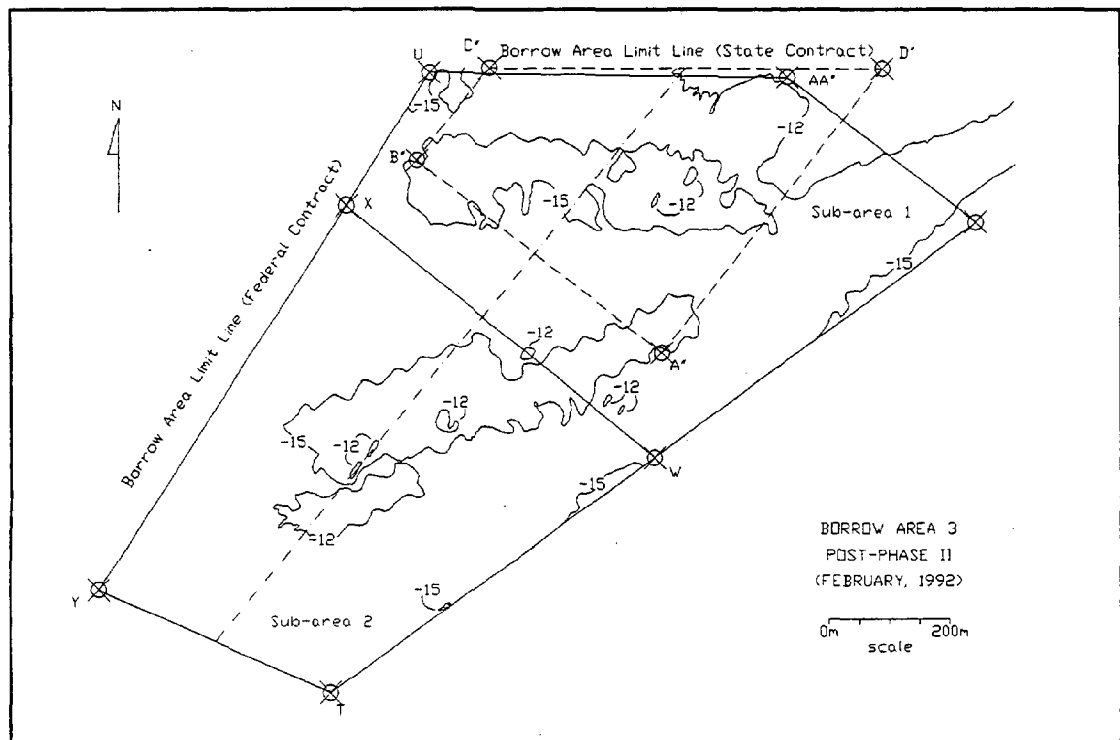 C"
Borrow Area Limit Line (State Contract)
D"
U
AA"
N
-15
-12
B"
X
-15
-12
Sub-area 1
Borrow Area Limit Line (Federal Contract)
-15
-12
A"
-12
-12
-15
-12
W
-15
-12
BORROW AREA 3
POST-PHASE II
(FEBRUARY, 1992)
-15
Y
Sub-area 2
0m 200m
scale
T